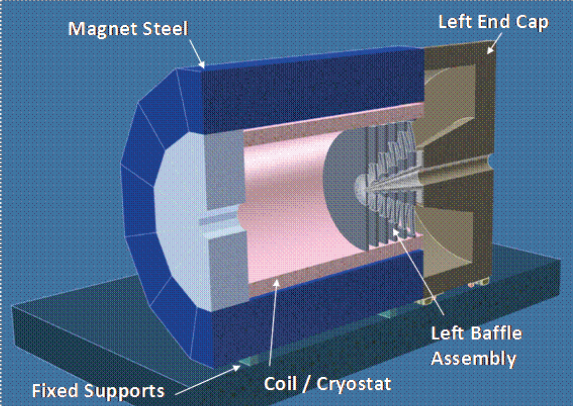 Magnet Steel
Left End Cap
Left Baffle
Assembly
Fixed Supports
Coil / Cryostat